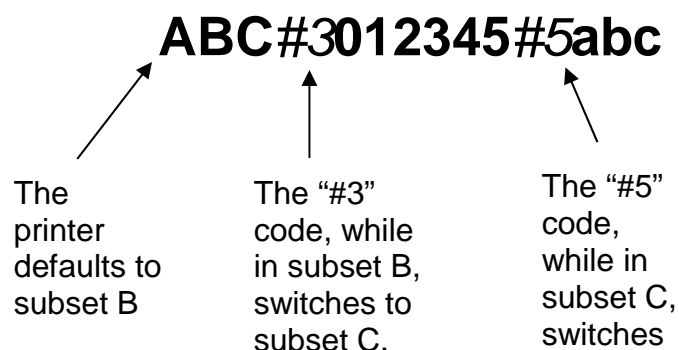 ABC#3012345#5abc
The
printer
defaults to
subset B
The “#3”
code, while
in subset B,
switches to
subset C.
The “#5”
code,
while in
subset C,
switches